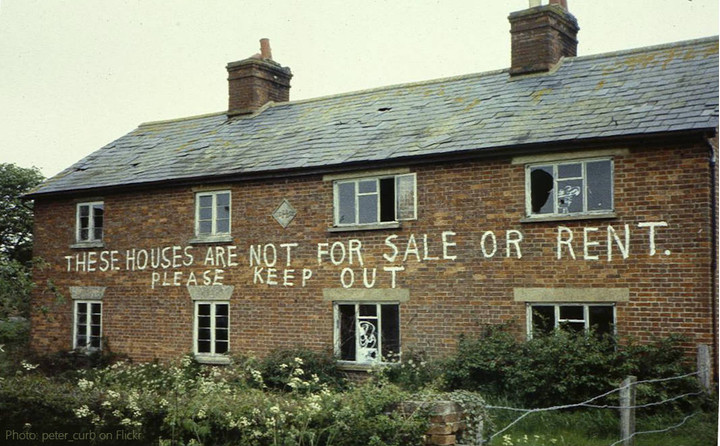 THESE HOUSES ARE NOT FOR SALE OR RENT.
PLEASE KEEP OUT
Photo: peter_curb on Flickr